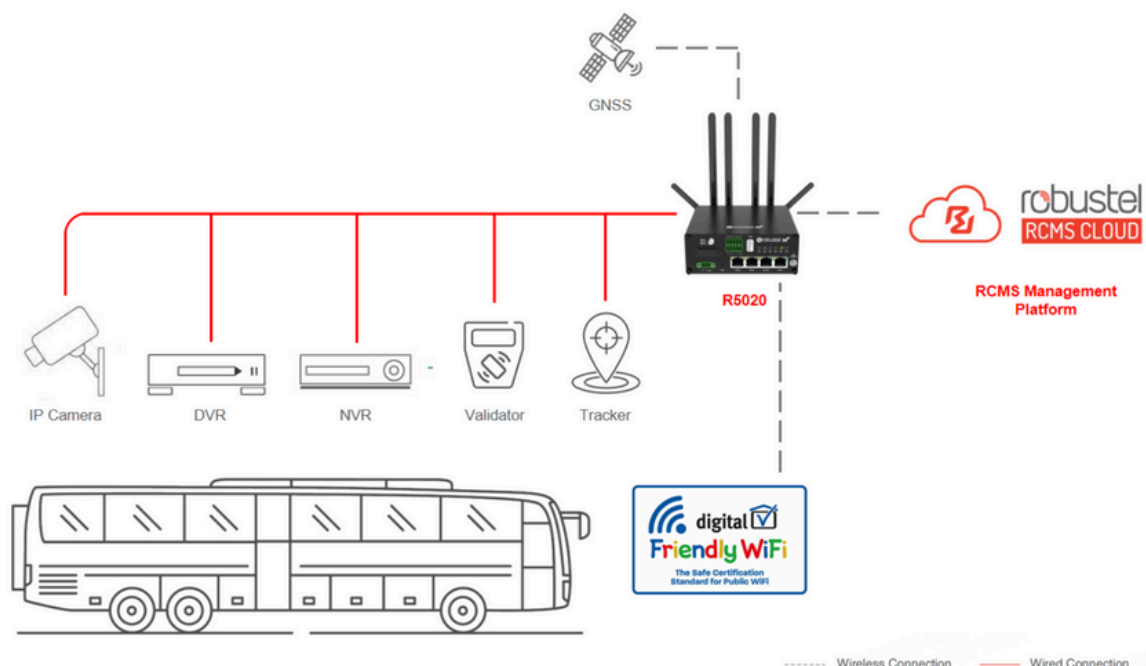 GNSS
robustel
RCMS CLOUD
robustel
R5020
RCMS Management
Platform
IP Camera
DVR
NVR
Validator
Tracker
digital
Friendly WiFi
The Safe Certification
Standard for Public WiFi
Wireless Connection
Wired Connection